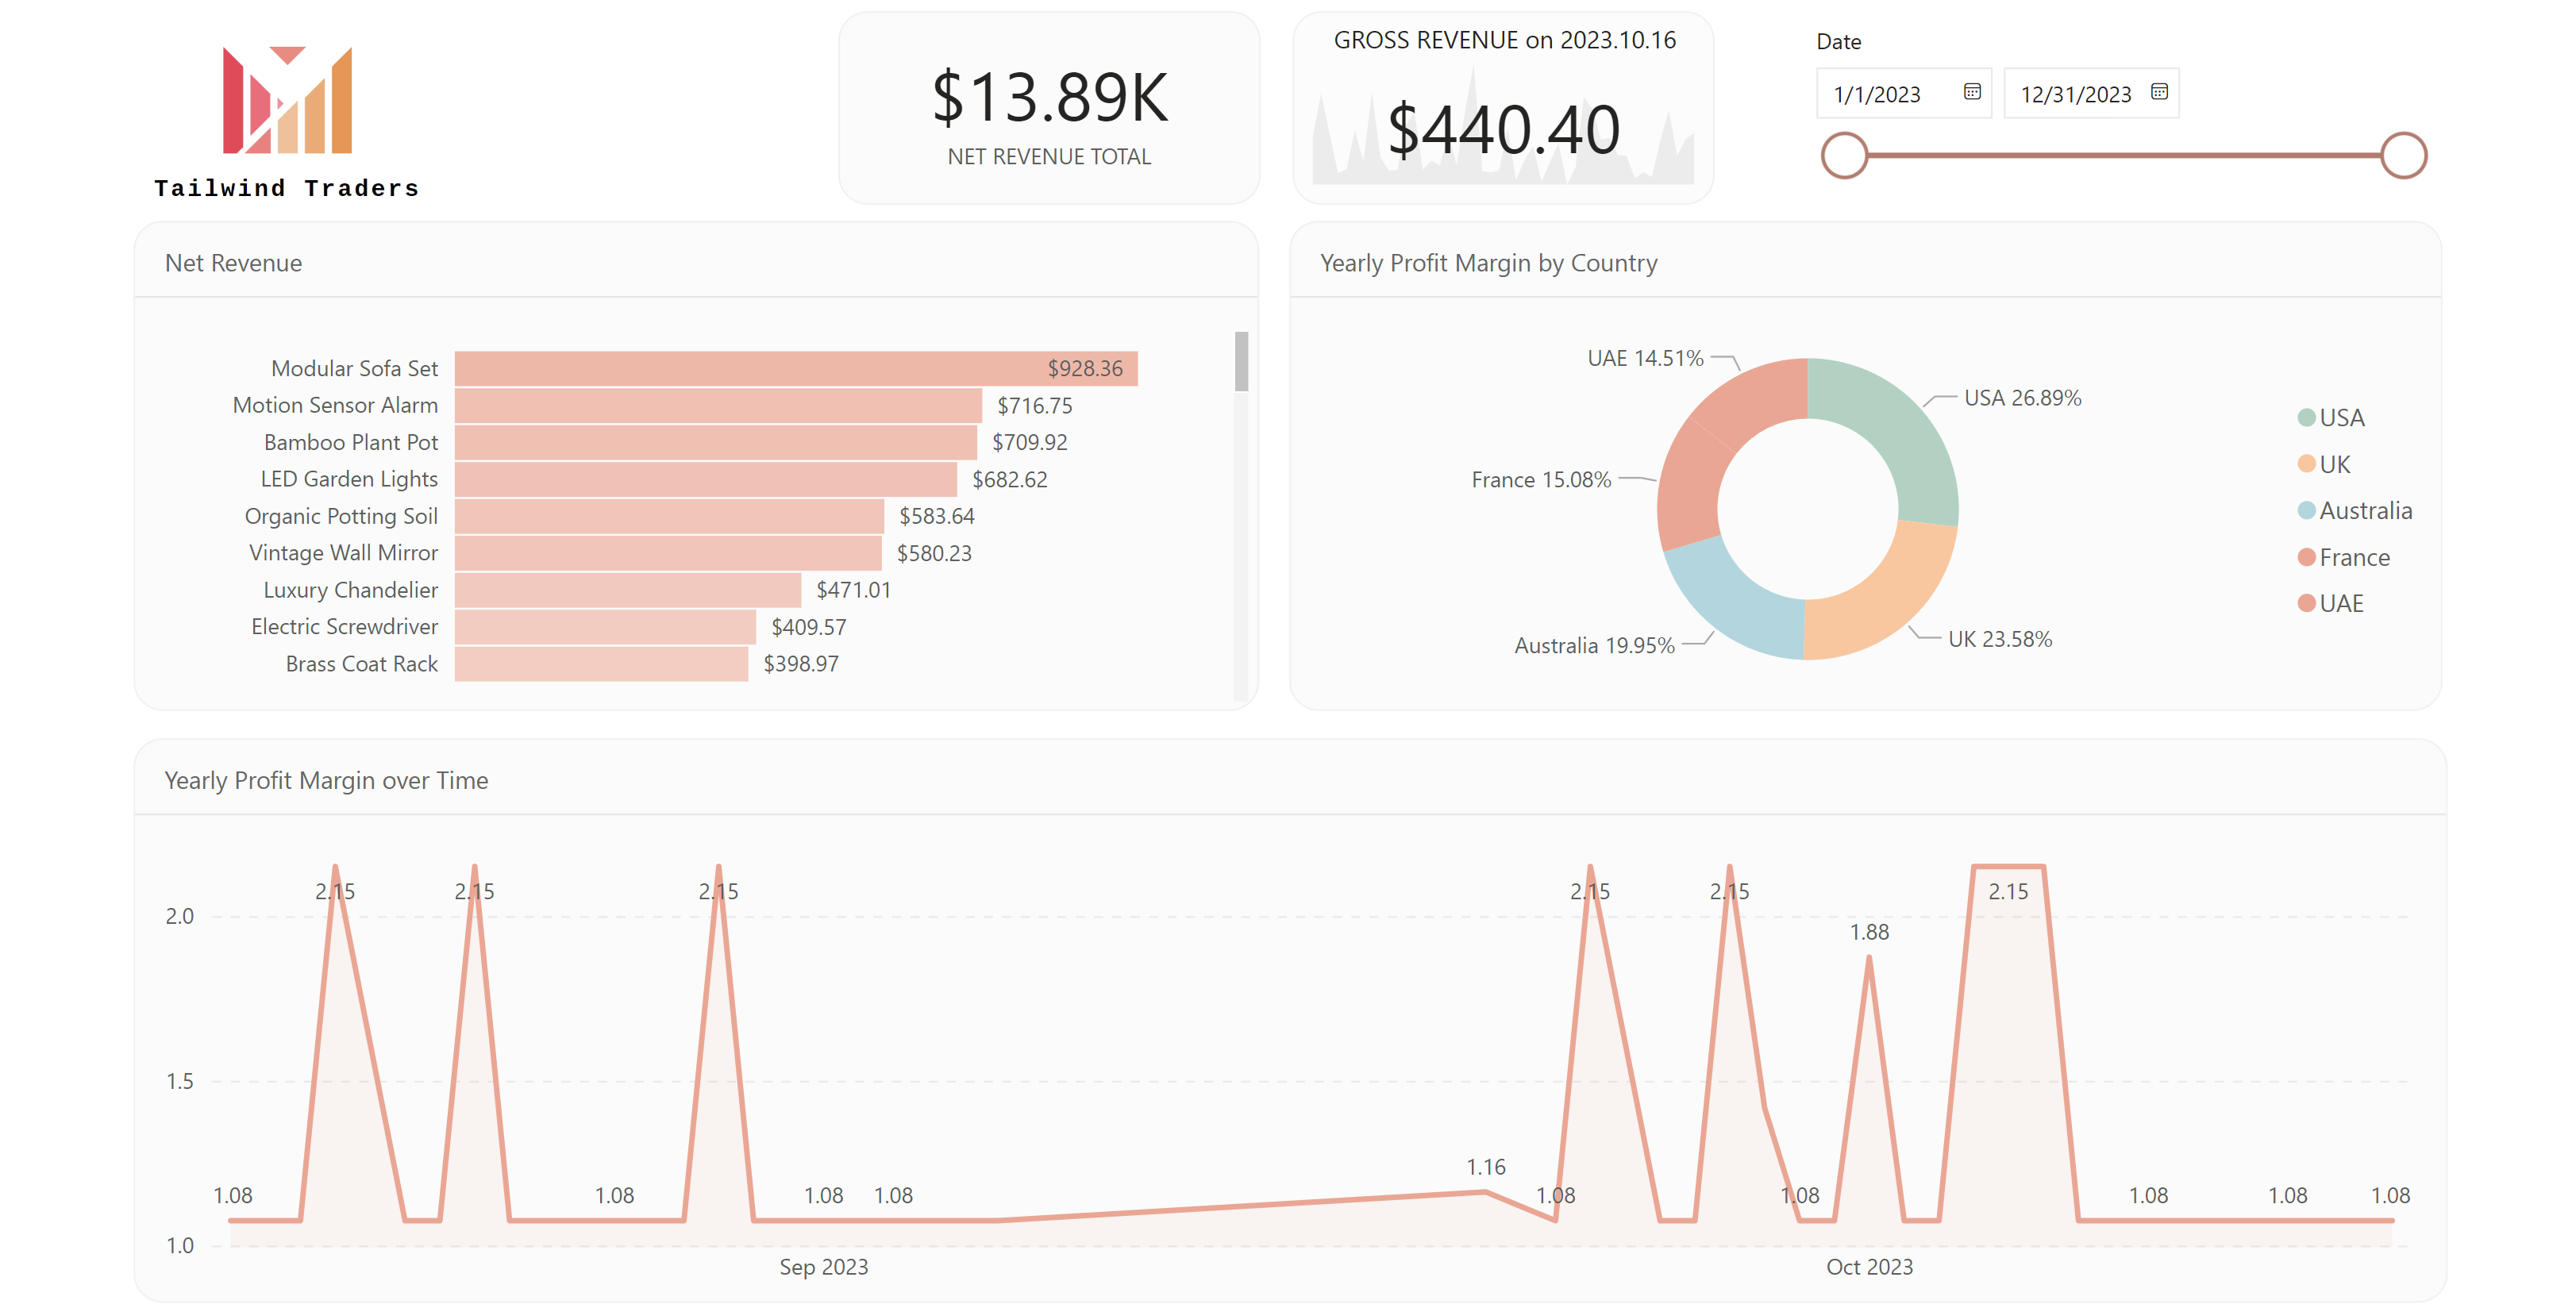 Tailwind Traders
$13.89K
NET REVENUE TOTAL
GROSS REVENUE on 2023.10.16
$440.40
Date
1/1/2023
12/31/2023
Net Revenue
Modular Sofa Set $928.36
Motion Sensor Alarm $716.75
Bamboo Plant Pot $709.92
LED Garden Lights $682.62
Organic Potting Soil $583.64
Vintage Wall Mirror $580.23
Luxury Chandelier $471.01
Electric Screwdriver $409.57
Brass Coat Rack $398.97
Yearly Profit Margin by Country
UAE 14.51%
USA 26.89%
France 15.08%
Australia 19.95%
UK 23.58%
USA
UK
Australia
France
UAE
Yearly Profit Margin over Time
2.15 2.15 2.15 2.15 2.15 2.15
2.0
1.88
1.5
1.16
1.08 1.08 1.08 1.08 1.08 1.08 1.08 1.08 1.08
1.0
Sep 2023 Oct 2023